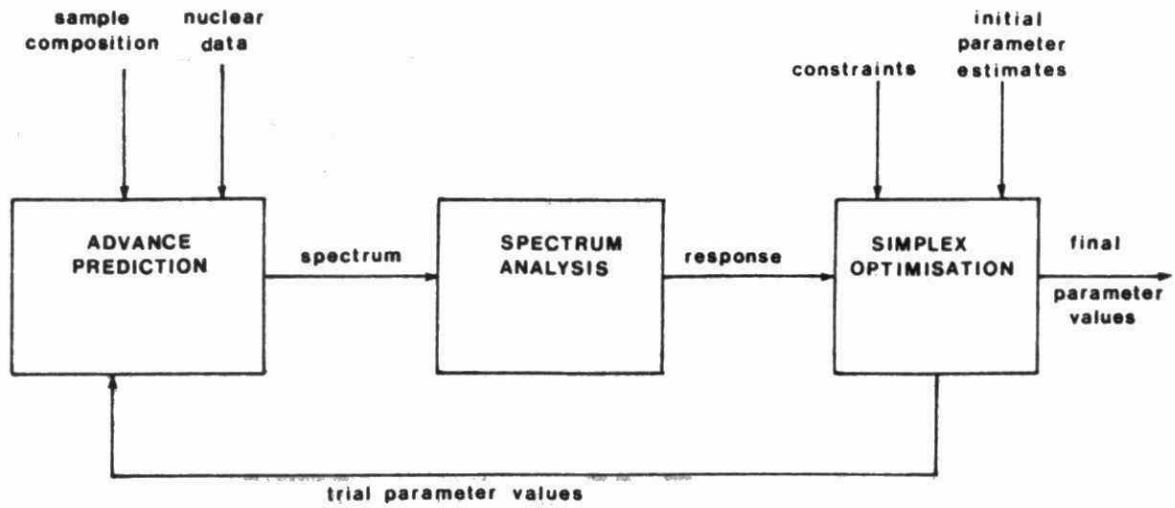 sample
composition
nuclear
data
constraints
initial
parameter
estimates
ADVANCE
PREDICTION
spectrum
SPECTRUM
ANALYSIS
response
SIMPLEX
OPTIMISATION
final
parameter
values
trial parameter values